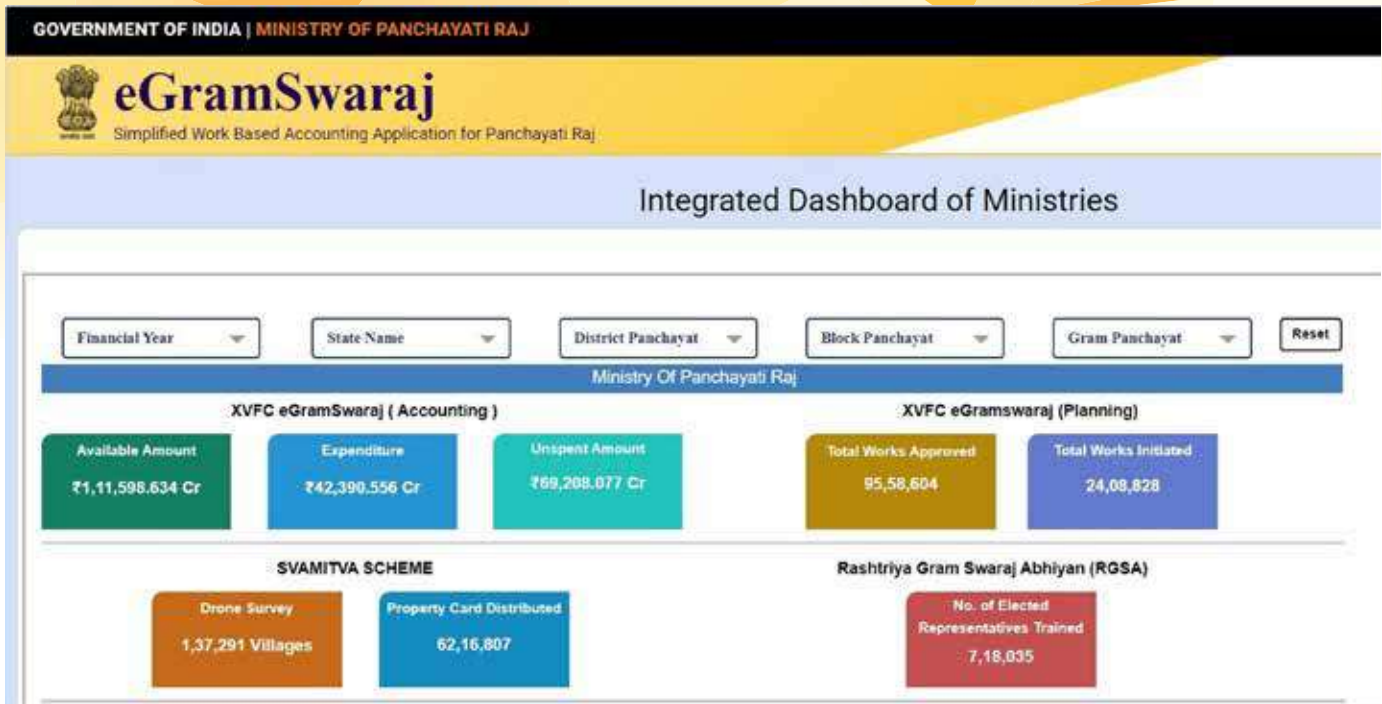 GOVERNMENT OF INDIA | MINISTRY OF PANCHAYATI RAJ
eGramSwaraj
Simplified Work Based Accounting Application for Panchayati Raj
Integrated Dashboard of Ministries
Financial Year State Name District Panchayat Block Panchayat Gram Panchayat Reset
Ministry Of Panchayati Raj
XVFC eGramSwaraj ( Accounting )
Available Amount
₹1,11,598.634 Cr
Expenditure
₹42,390.556 Cr
Unspent Amount
₹69,208.077 Cr
XVFC eGramswaraj (Planning)
Total Works Approved
95,58,604
Total Works Initiated
24,08,828
SVAMITVA SCHEME
Drone Survey
1,37,291 Villages
Property Card Distributed
62,16,807
Rashtriya Gram Swaraj Abhiyan (RGSA)
No. of Elected
Representatives Trained
7,18,035